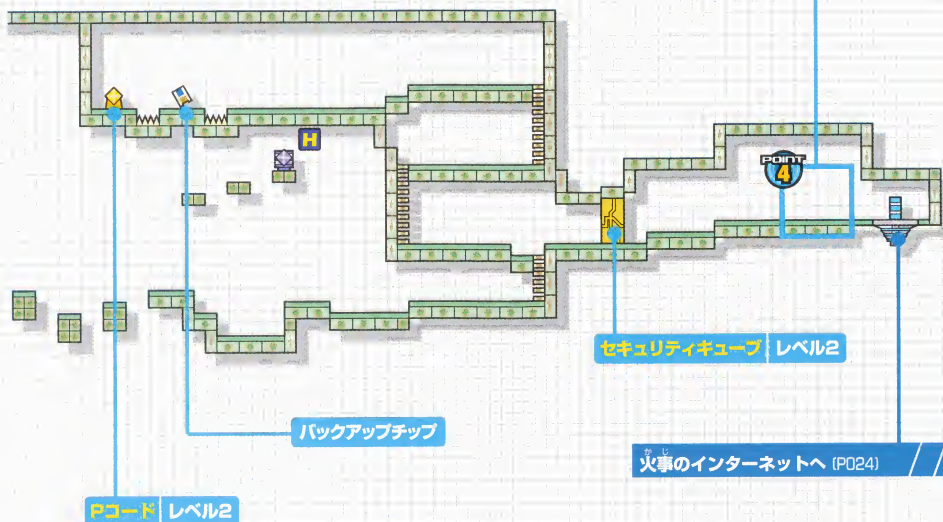 H
POINT
4
セキュリティキューブ レベル2
バックアップチップ
火事のインターネットへ (P024)
かじ
Pコード レベル2